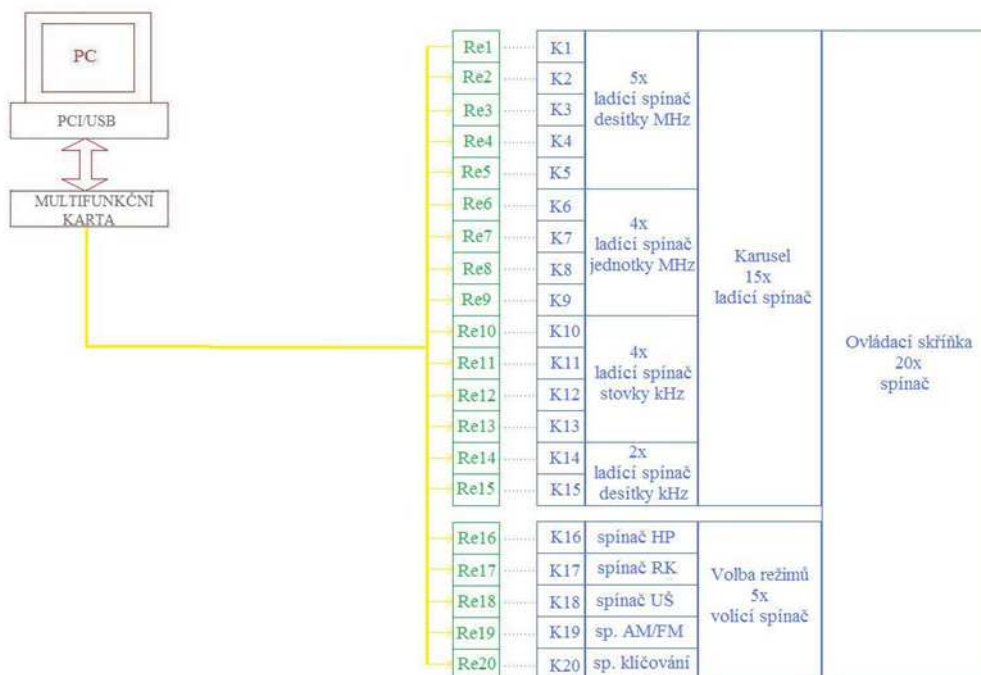 PC
PCI/USB
MULTIFUNKČNÍ
KARTA
Re1
Re2
Re3
Re4
Re5
Re6
Re7
Re8
Re9
Re10
Re11
Re12
Re13
Re14
Re15
Re16
Re17
Re18
Re19
Re20
K1
K2
K3
K4
K5
K6
K7
K8
K9
K10
K11
K12
K13
K14
K15
K16
K17
K18
K19
K20
5x
ladící spínač
desítky MHz
4x
ladící spínač
jednotky MHz
4x
ladící spínač
stovky kHz
2x
ladící spínač
desítky kHz
spínač HP
spínač RK
spínač UŠ
sp. AM/FM
sp. klíčování
Karusel
15x
ladící spínač
Volba režimů
5x
volicí spínač
Ovládací skříňka
20x
spínač